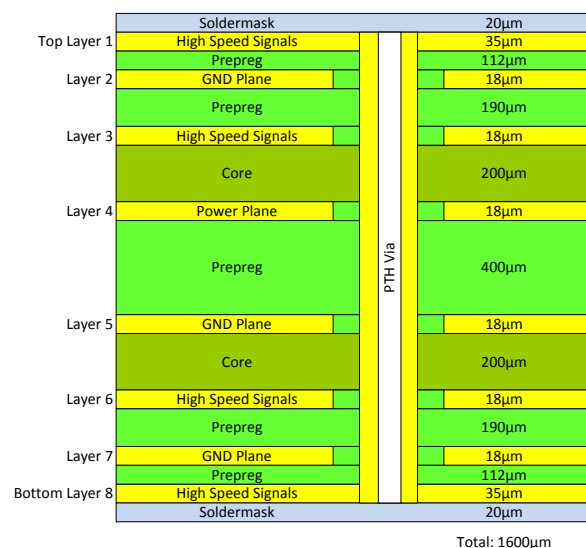 Soldermask 20µm
Top Layer 1 High Speed Signals 35µm
Prepreg 112µm
Layer 2 GND Plane 18µm
Prepreg 190µm
Layer 3 High Speed Signals 18µm
Core 200µm
Layer 4 Power Plane 18µm
PTH Via
Prepreg 400µm
Layer 5 GND Plane 18µm
Core 200µm
Layer 6 High Speed Signals 18µm
Prepreg 190µm
Layer 7 GND Plane 18µm
Prepreg 112µm
Bottom Layer 8 High Speed Signals 35µm
Soldermask 20µm
Total: 1600µm